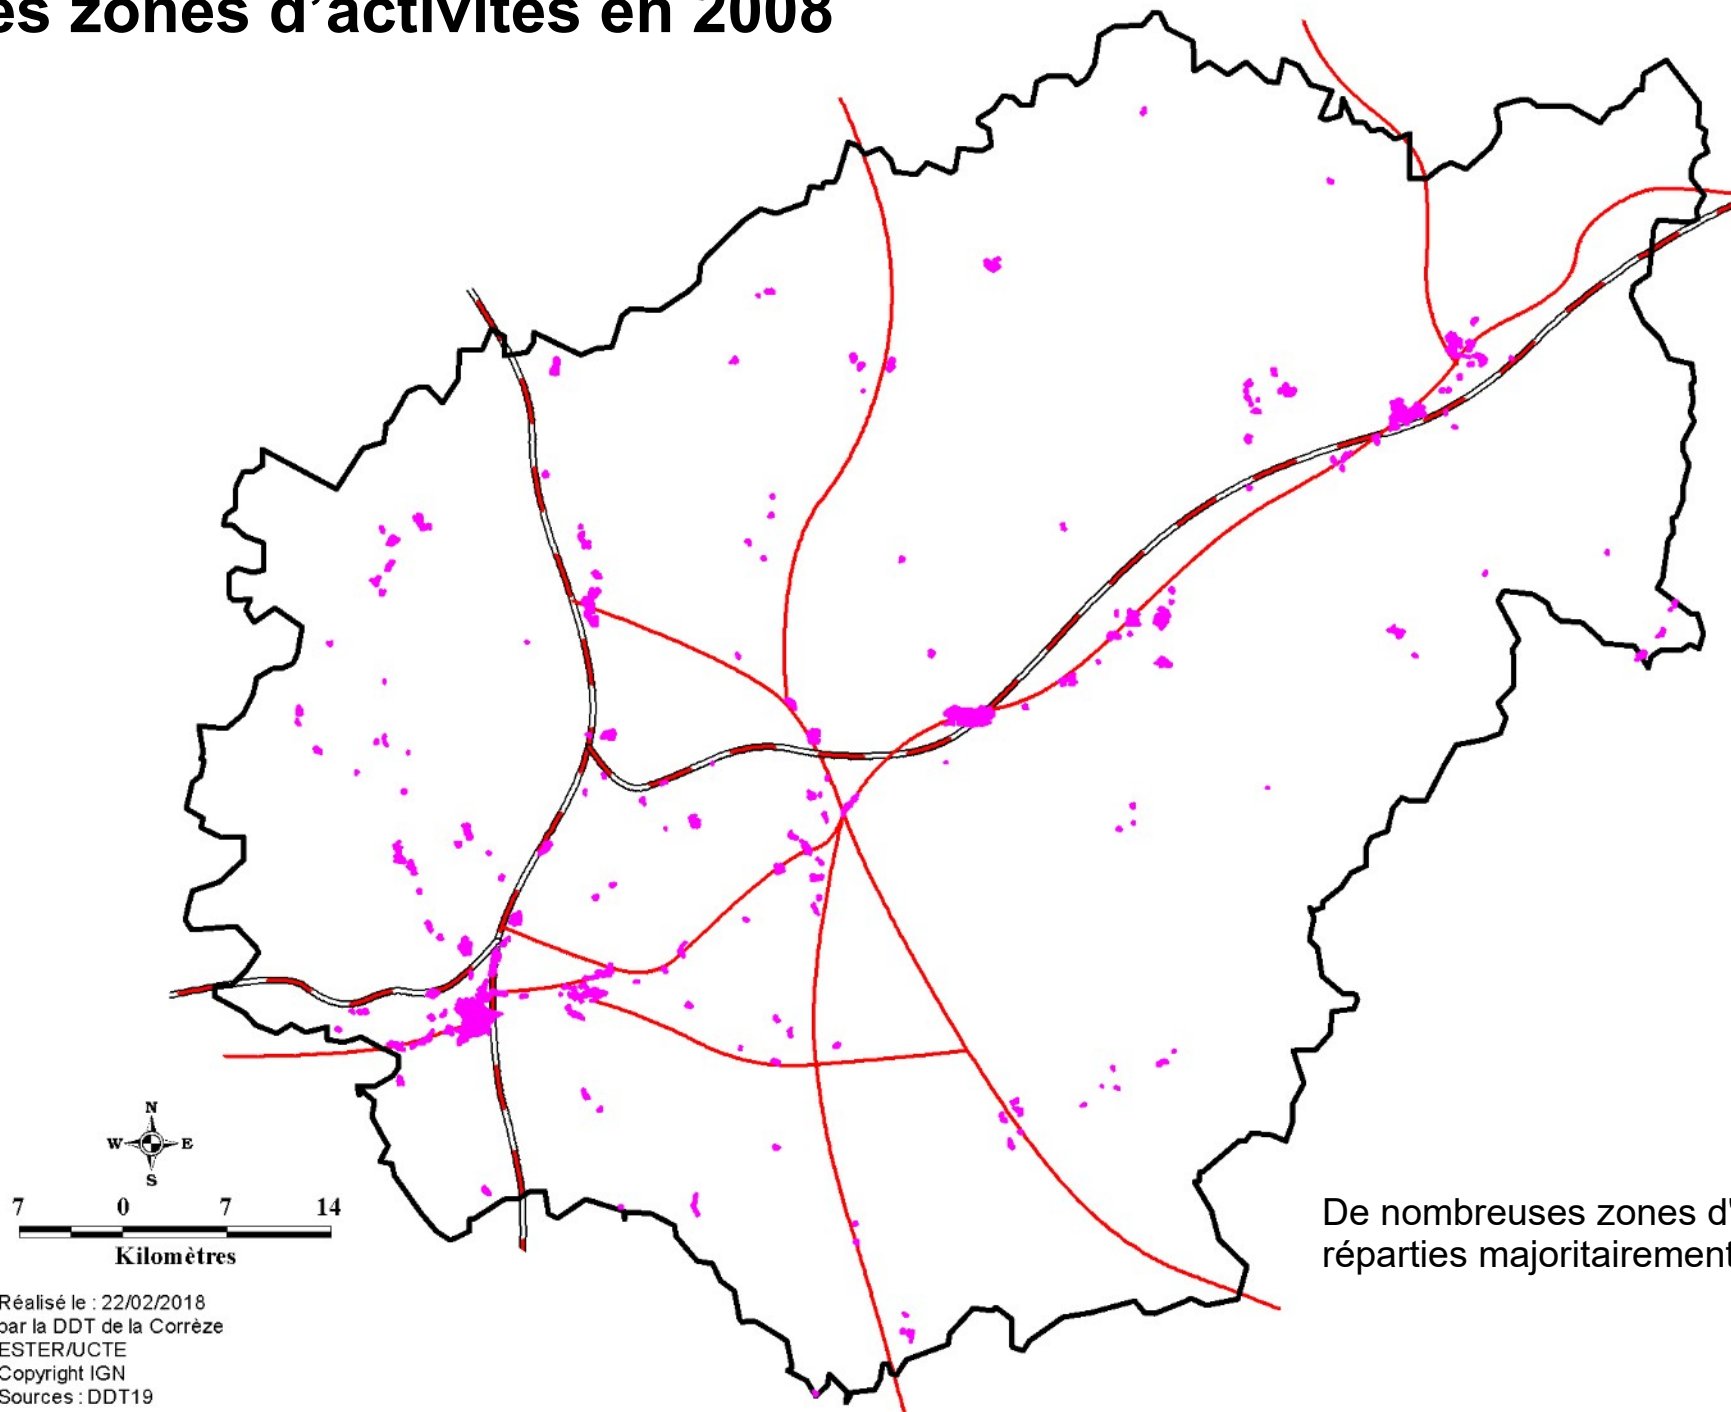 es zones d’activités en 2008
N
W E
S
7 0 7 14
Kilomètres
De nombreuses zones d'
réparties majoritairement
Réalisé le : 22/02/2018
par la DDT de la Corrèze
ESTER/UCTE
Copyright IGN
Sources : DDT19